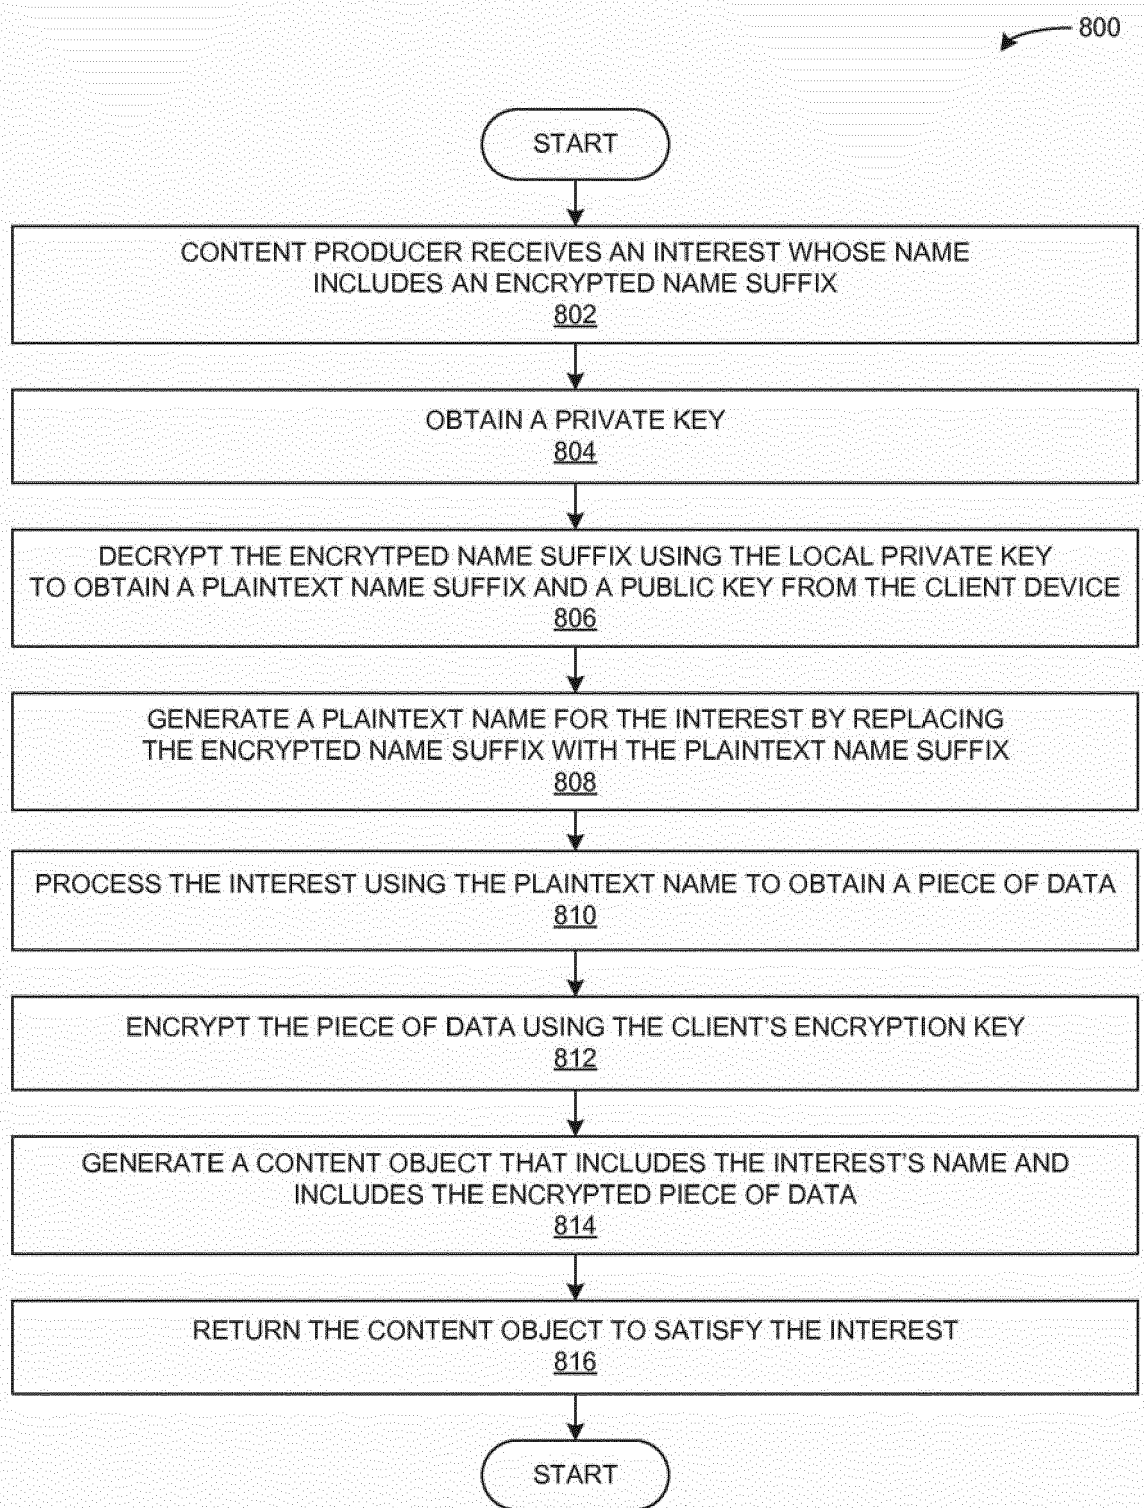 800
START
CONTENT PRODUCER RECEIVES AN INTEREST WHOSE NAME
INCLUDES AN ENCRYPTED NAME SUFFIX
802
OBTAIN A PRIVATE KEY
804
DECRYPT THE ENCRYTPED NAME SUFFIX USING THE LOCAL PRIVATE KEY
TO OBTAIN A PLAINTEXT NAME SUFFIX AND A PUBLIC KEY FROM THE CLIENT DEVICE
806
GENERATE A PLAINTEXT NAME FOR THE INTEREST BY REPLACING
THE ENCRYPTED NAME SUFFIX WITH THE PLAINTEXT NAME SUFFIX
808
PROCESS THE INTEREST USING THE PLAINTEXT NAME TO OBTAIN A PIECE OF DATA
810
ENCRYPT THE PIECE OF DATA USING THE CLIENT'S ENCRYPTION KEY
812
GENERATE A CONTENT OBJECT THAT INCLUDES THE INTEREST'S NAME AND
INCLUDES THE ENCRYPTED PIECE OF DATA
814
RETURN THE CONTENT OBJECT TO SATISFY THE INTEREST
816
START